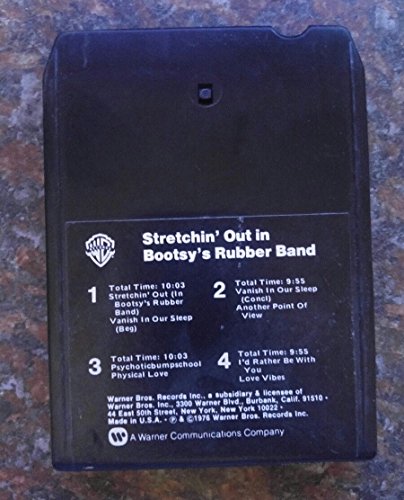 Stretchin' Out in
Bootsy's Rubber Band
1 Total Time: 10:03
Stretchin' Out (In
Bootsy's Rubber
Band)
Vanish In Our Sleep
(Beg)
2 Total Time: 9:55
Vanish In Our Sleep
(Concl)
Another Point Of
View
3 Total Time: 10:03
Psychoticbumpschool
Physical Love
4 Total Time: 9:55
I'd Rather Be With
You
Love Vibes
Warner Bros. Records Inc., a subsidiary & licensee of
Warner Bros. Inc., 3300 Warner Blvd., Burbank, Calif. 91510 •
44 East 50th Street, New York, New York 10022 •
Made in U.S.A. • ℗ ©1976 Warner Bros. Records Inc.
A Warner Communications Company